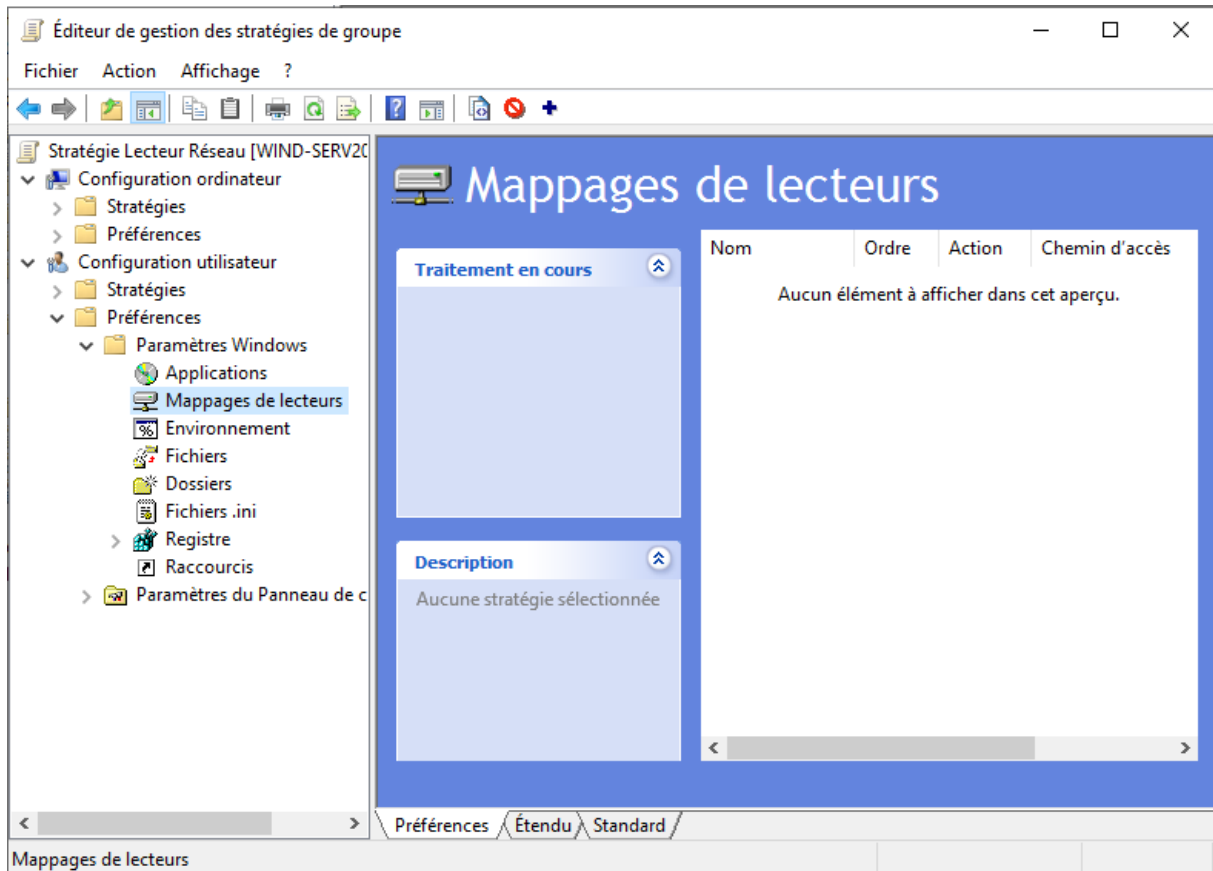 Éditeur de gestion des stratégies de groupe
Fichier Action Affichage ?
Stratégie Lecteur Réseau [WIND-SERV20
Configuration ordinateur
Stratégies
Préférences
Configuration utilisateur
Stratégies
Préférences
Paramètres Windows
Applications
Mappages de lecteurs
Environnement
Fichiers
Dossiers
Fichiers .ini
Registre
Raccourcis
Paramètres du Panneau de c
Mappages de lecteurs
Traitement en cours
Description
Aucune stratégie sélectionnée
Nom Ordre Action Chemin d'accès
Aucun élément à afficher dans cet aperçu.
Préférences Étendu Standard
Mappages de lecteurs